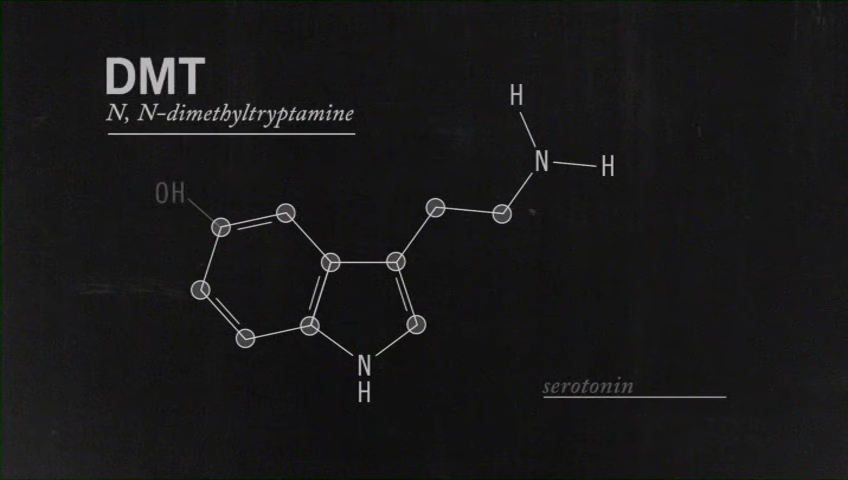 DMT
N, N-dimethyltryptamine
H
N
H
OH
N
H
serotonin